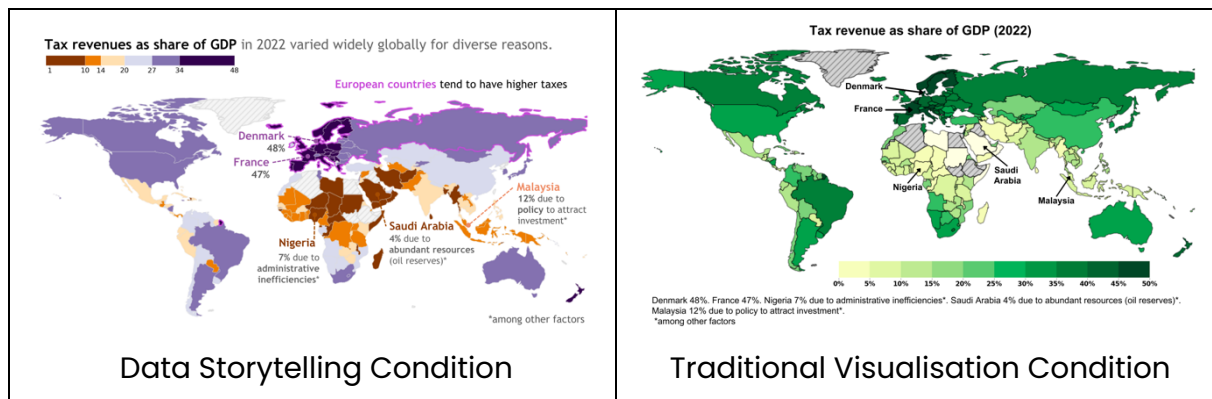 Tax revenues as share of GDP in 2022 varied widely globally for diverse reasons.
1 10 14 20 27 34 48
European countries tend to have higher taxes
Denmark
48%
France
47%
Malaysia
12% due to
policy to attract
investment*
Saudi Arabia
4% due to
abundant resources
(oil reserves)*
Nigeria
7% due to
administrative
inefficiencies*
*among other factors
Data Storytelling Condition
Tax revenue as share of GDP (2022)
Denmark
France
Saudi
Arabia
Nigeria
Malaysia
0% 5% 10% 15% 20% 25% 30% 35% 40% 45% 50%
Denmark 48%. France 47%. Nigeria 7% due to administrative inefficiencies*. Saudi Arabia 4% due to abundant resources (oil reserves)*.
Malaysia 12% due to policy to attract investment*.
*among other factors
Traditional Visualisation Condition